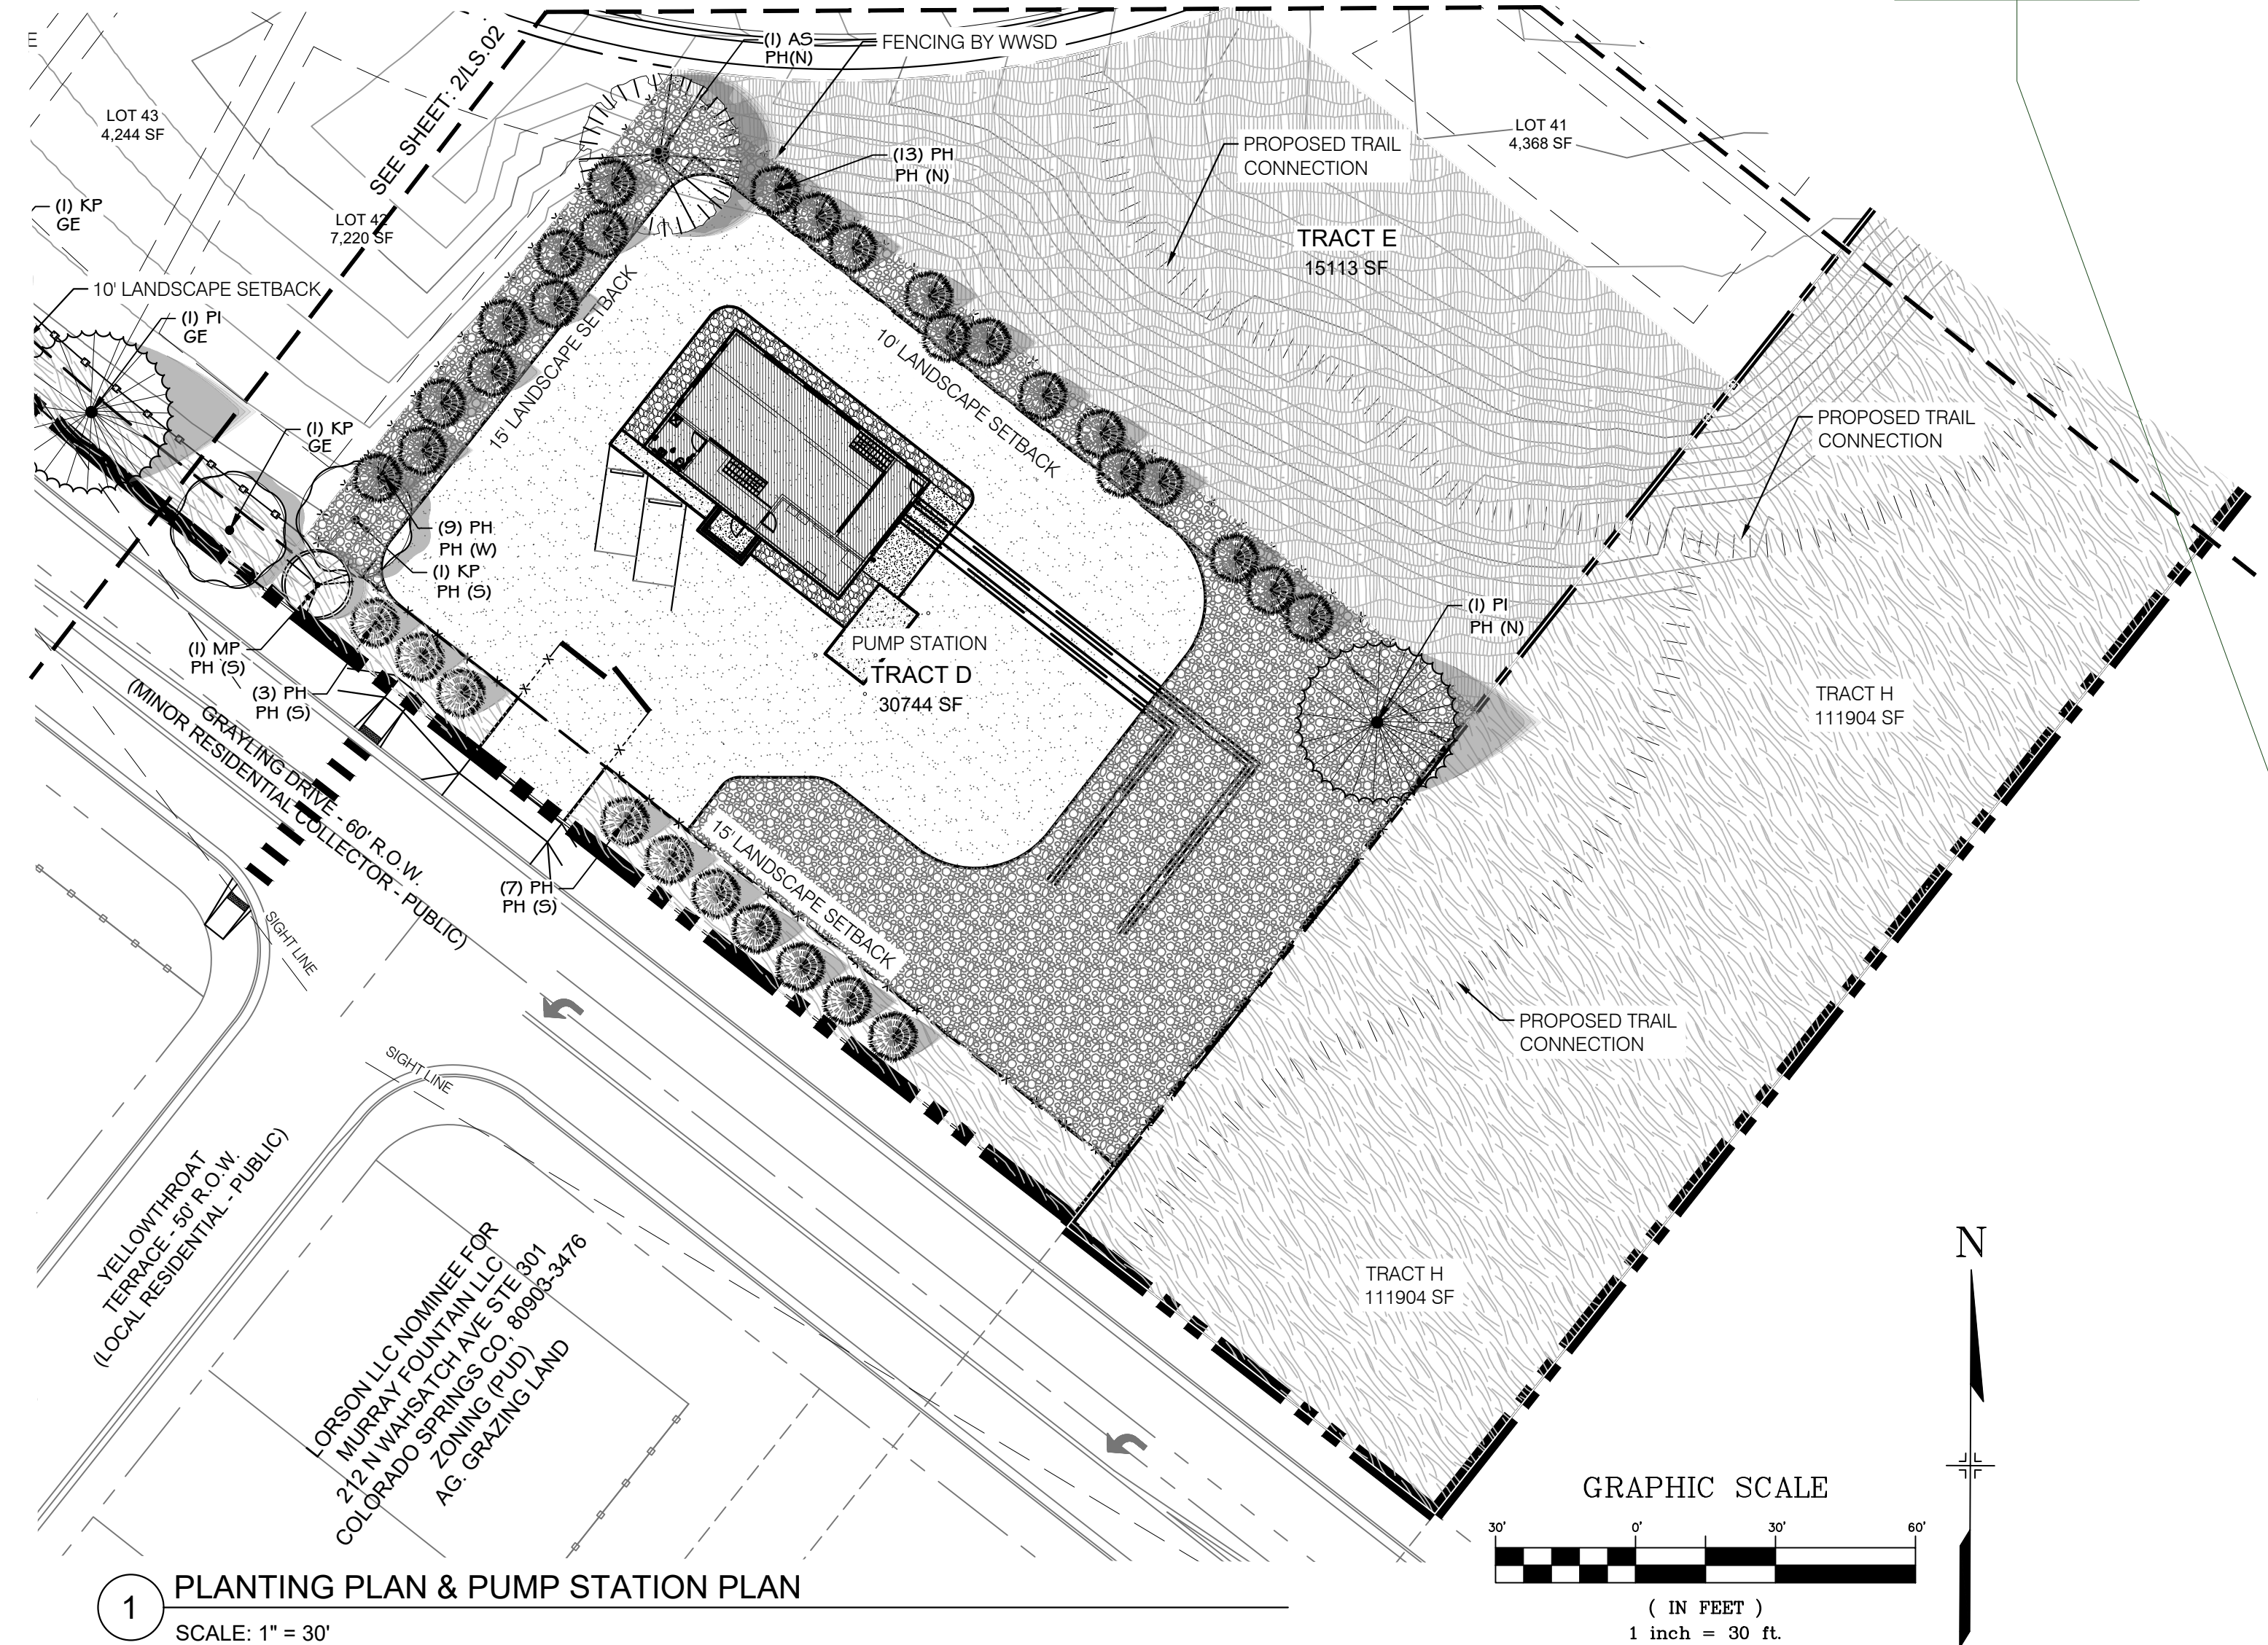 E
(1) AS
PH(N)
FENCING BY WWSD
SEE SHEET: 2/LS.02
LOT 43
4,244 SF
LOT 41
4,368 SF
PROPOSED TRAIL
CONNECTION
(13) PH
PH (N)
(1) KP
GE
LOT 42
7,220 SF
TRACT E
15113 SF
10' LANDSCAPE SETBACK
(1) PI
GE
15' LANDSCAPE SETBACK
10' LANDSCAPE SETBACK
PROPOSED TRAIL
CONNECTION
(1) KP
GE
(9) PH
PH (W)
(1) KP
PH (S)
(1) PI
PH (N)
(1) MP
PH (S)
PUMP STATION
TRACT D
30744 SF
(3) PH
PH (S)
TRACT H
111904 SF
GRAYLING DRIVE - 60' R.O.W.
(MINOR RESIDENTIAL COLLECTOR - PUBLIC)
15' LANDSCAPE SETBACK
(7) PH
PH (S)
SIGHT LINE
PROPOSED TRAIL
CONNECTION
SIGHT LINE
YELLOWTHROAT
TERRACE - 50' R.O.W.
(LOCAL RESIDENTIAL - PUBLIC)
LORSON LLC NOMINEE FOR
MURRAY FOUNTAIN LLC
212 N WAHSATCH AVE STE 301
COLORADO SPRINGS CO, 80903-3476
ZONING (PUD)
AG. GRAZING LAND
TRACT H
111904 SF
N
GRAPHIC SCALE
30' 0' 30' 60'
( IN FEET )
1 inch = 30 ft.
1
PLANTING PLAN & PUMP STATION PLAN
SCALE: 1" = 30'